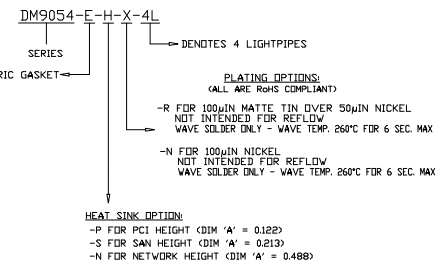 DM9054-E-H-X-4L
DENOTES 4 LIGHTPIPES
SERIES
RIC GASKET
PLATING OPTIONS:
(ALL ARE RoHS COMPLIANT)
-R FOR 100µIN MATTE TIN OVER 50µIN NICKEL
NOT INTENDED FOR REFLOW
WAVE SOLDER ONLY - WAVE TEMP. 260°C FOR 6 SEC. MAX
-N FOR 100µIN NICKEL
NOT INTENDED FOR REFLOW
WAVE SOLDER ONLY - WAVE TEMP. 260°C FOR 6 SEC. MAX
HEAT SINK OPTION:
-P FOR PCI HEIGHT (DIM 'A' = 0.122)
-S FOR SAN HEIGHT (DIM 'A' = 0.213)
-N FOR NETWORK HEIGHT (DIM 'A' = 0.488)